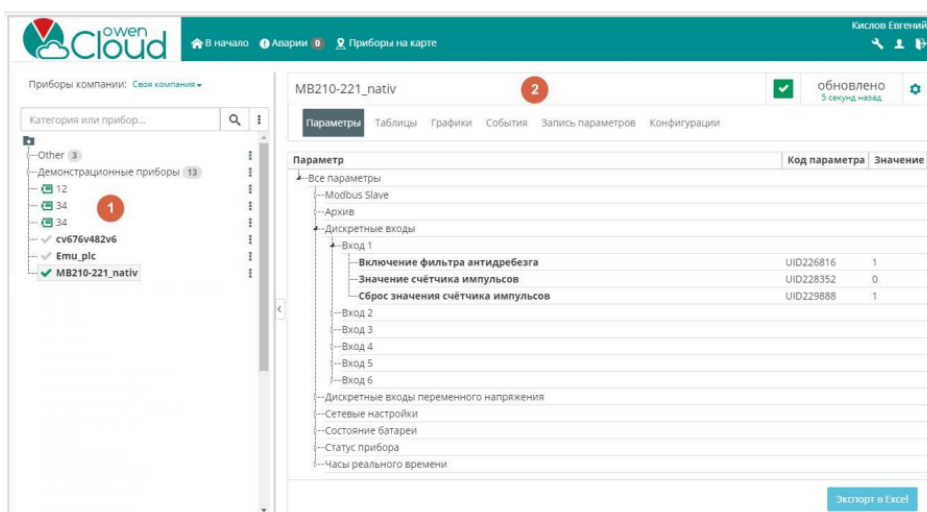 owen
Cloud
В начало Аварии 0 Приборы на карте
Кислов Евгений
Приборы компании: Своя компания
Категория или прибор...
Other 3
Демонстрационные приборы 13
12
34
34
1
cv676v482v6
Emu_plc
MB210-221_nativ
MB210-221_nativ
2
обновлено
5 секунд назад
Параметры Таблицы Графики События Запись параметров Конфигурации
Параметр Код параметра Значение
Все параметры
Modbus Slave
Архив
Дискретные входы
Вход 1
Включение фильтра антидребезга UID226816 1
Значение счётчика импульсов UID228352 0
Сброс значения счётчика импульсов UID229888 1
Вход 2
Вход 3
Вход 4
Вход 5
Вход 6
Дискретные входы переменного напряжения
Сетевые настройки
Состояние батареи
Статус прибора
Часы реального времени
Экспорт в Excel